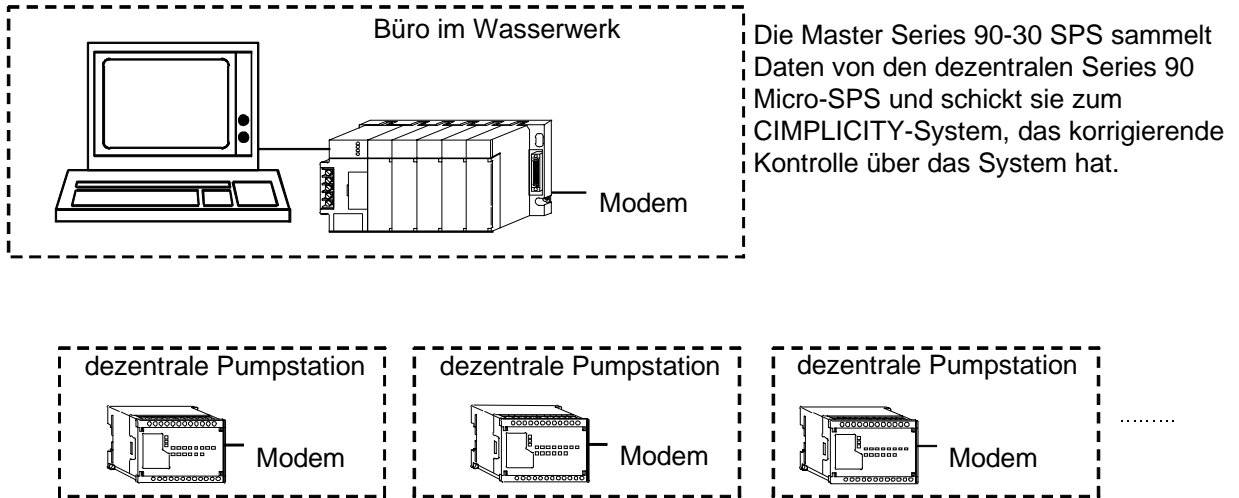 Büro im Wasserwerk
Die Master Series 90-30 SPS sammelt
Daten von den dezentralen Series 90
Micro-SPS und schickt sie zum
CIMPLICITY-System, das korrigierende
Kontrolle über das System hat.
Modem
dezentrale Pumpstation
Modem
dezentrale Pumpstation
Modem
dezentrale Pumpstation
Modem
.........